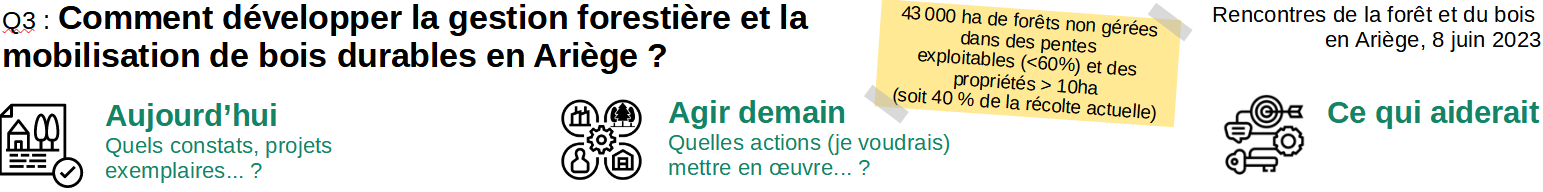 Q3 : Comment développer la gestion forestière et la
mobilisation de bois durables en Ariège ?
43 000 ha de forêts non gérées
dans des pentes
exploitables (<60%) et des
propriétés > 10ha
(soit 40 % de la récolte actuelle)
Rencontres de la forêt et du bois
en Ariège, 8 juin 2023
Aujourd’hui
Quels constats, projets
exemplaires... ?
Agir demain
Quelles actions (je voudrais)
mettre en œuvre... ?
Ce qui aiderait